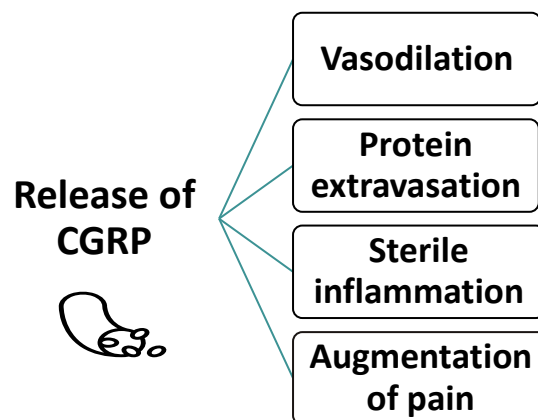 Release of
CGRP
Vasodilation
Protein
extravasation
Sterile
inflammation
Augmentation
of pain